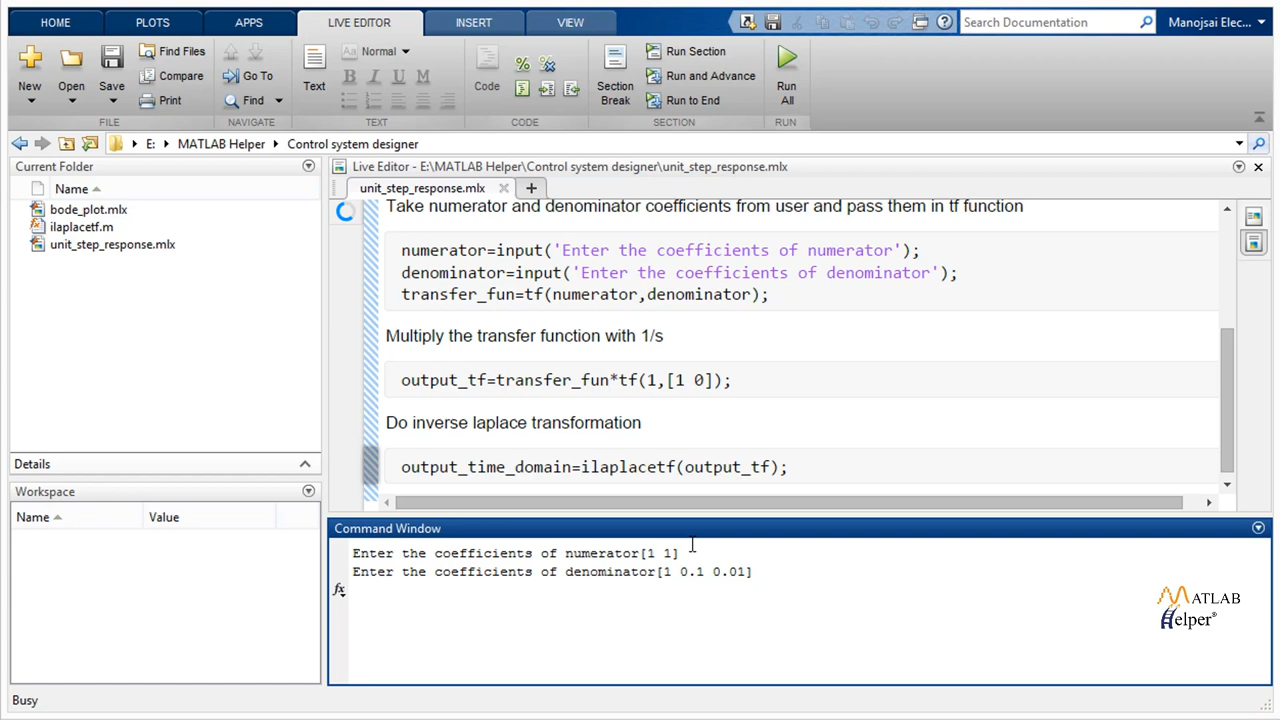 HOME PLOTS APPS LIVE EDITOR INSERT VIEW Search Documentation Manojsai Elec...
New Open Save Find Files Compare Print Go To Find Text Aa Normal B I U M Code Section Break Run Section Run and Advance Run to End Run All
FILE NAVIGATE TEXT CODE SECTION RUN
E: MATLAB Helper Control system designer
Current Folder
Name
bode_plot.mlx
ilaplacetf.m
unit_step_response.mlx
Details
Workspace
Name Value
Live Editor - E:\MATLAB Helper\Control system designer\unit_step_response.mlx
unit_step_response.mlx
Take numerator and denominator coefficients from user and pass them in tf function
numerator=input('Enter the coefficients of numerator');
denominator=input('Enter the coefficients of denominator');
transfer_fun=tf(numerator,denominator);
Multiply the transfer function with 1/s
output_tf=transfer_fun*tf(1,[1 0]);
Do inverse laplace transformation
output_time_domain=ilaplacetf(output_tf);
Command Window
Enter the coefficients of numerator[1 1]
Enter the coefficients of denominator[1 0.1 0.01]
fx
MATLAB
Helper®
Busy